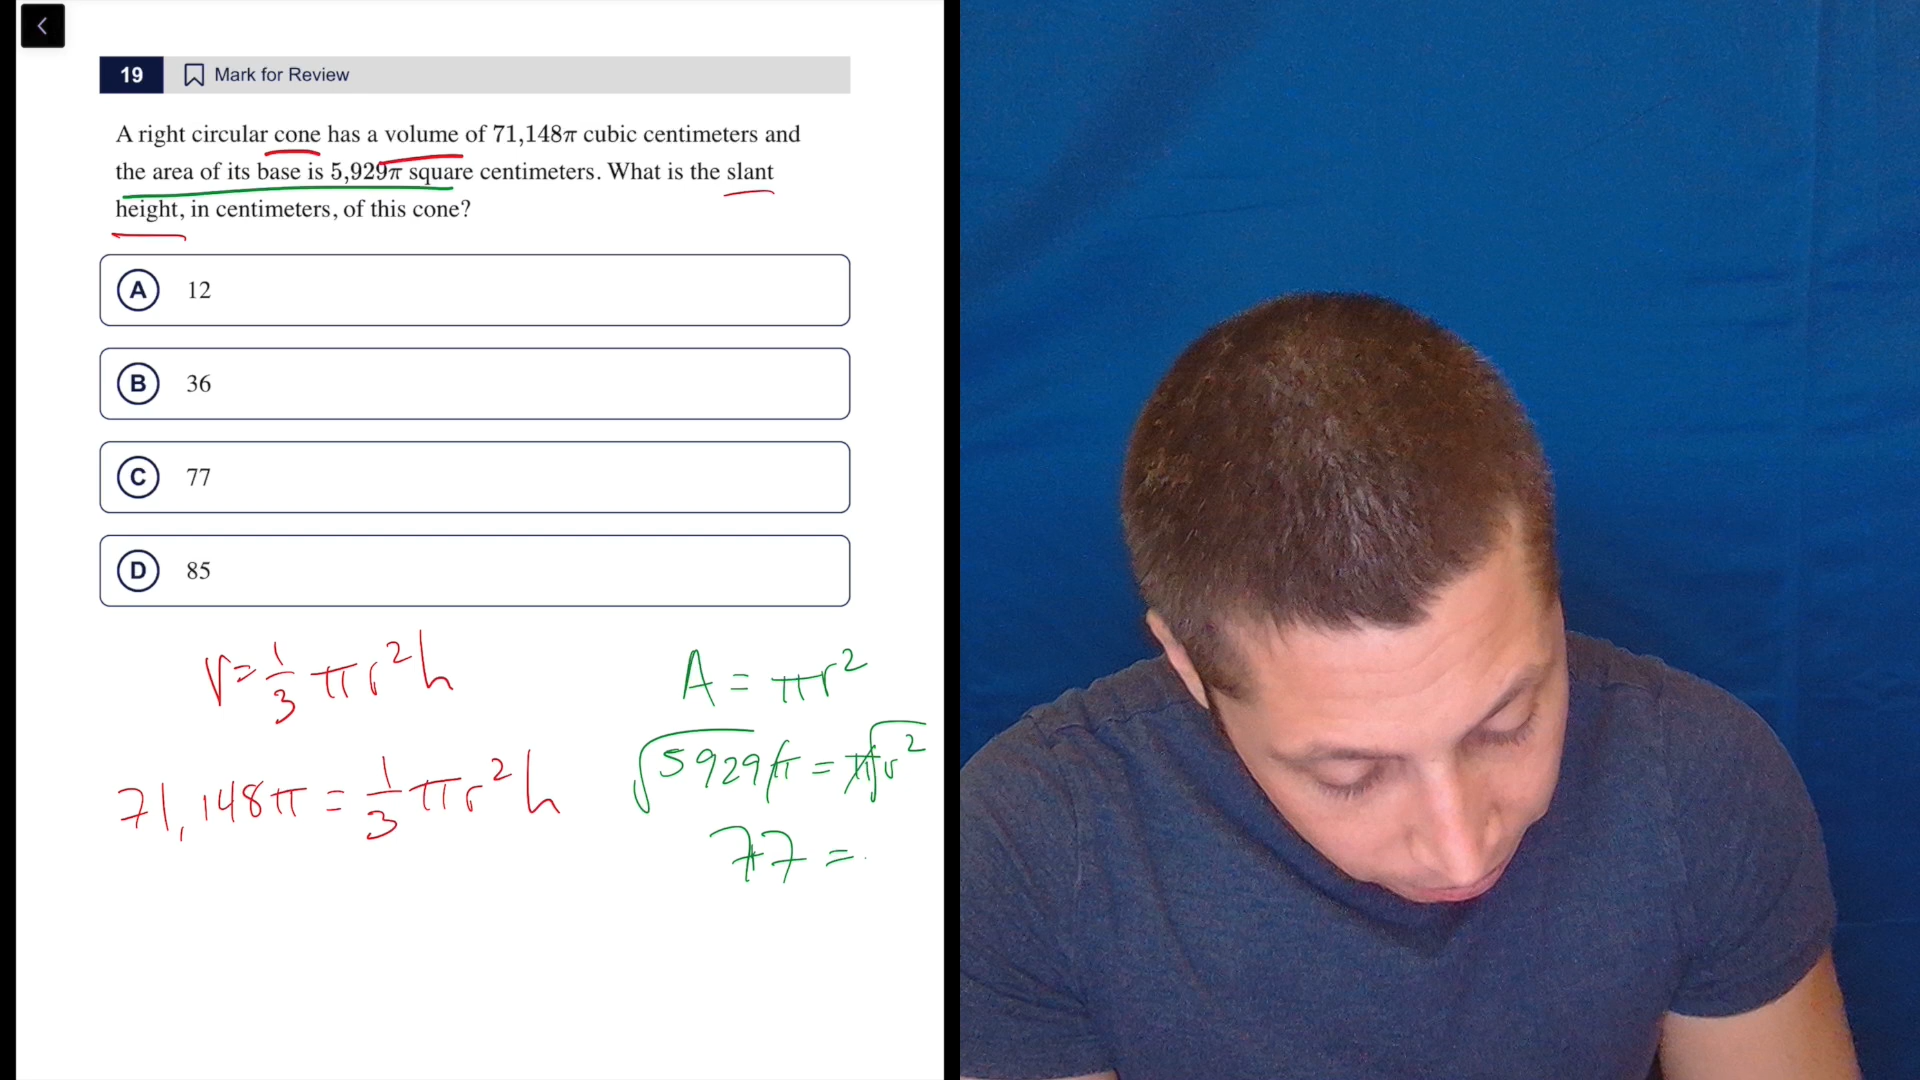 19 Mark for Review
A right circular cone has a volume of 71,148π cubic centimeters and
the area of its base is 5,929π square centimeters. What is the slant
height, in centimeters, of this cone?
A 12
B 36
C 77
D 85
V = 1/3 πr²h
71,148π = 1/3 πr²h
A = πr²
√5929π = π√r²
77 =